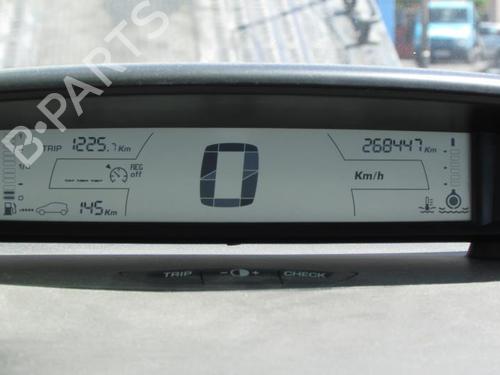 B-PARTS
TRIP 1225.7 Km
268447 Km
REG
off
0
Km/h
145 Km
TRIP
- +
CHECK